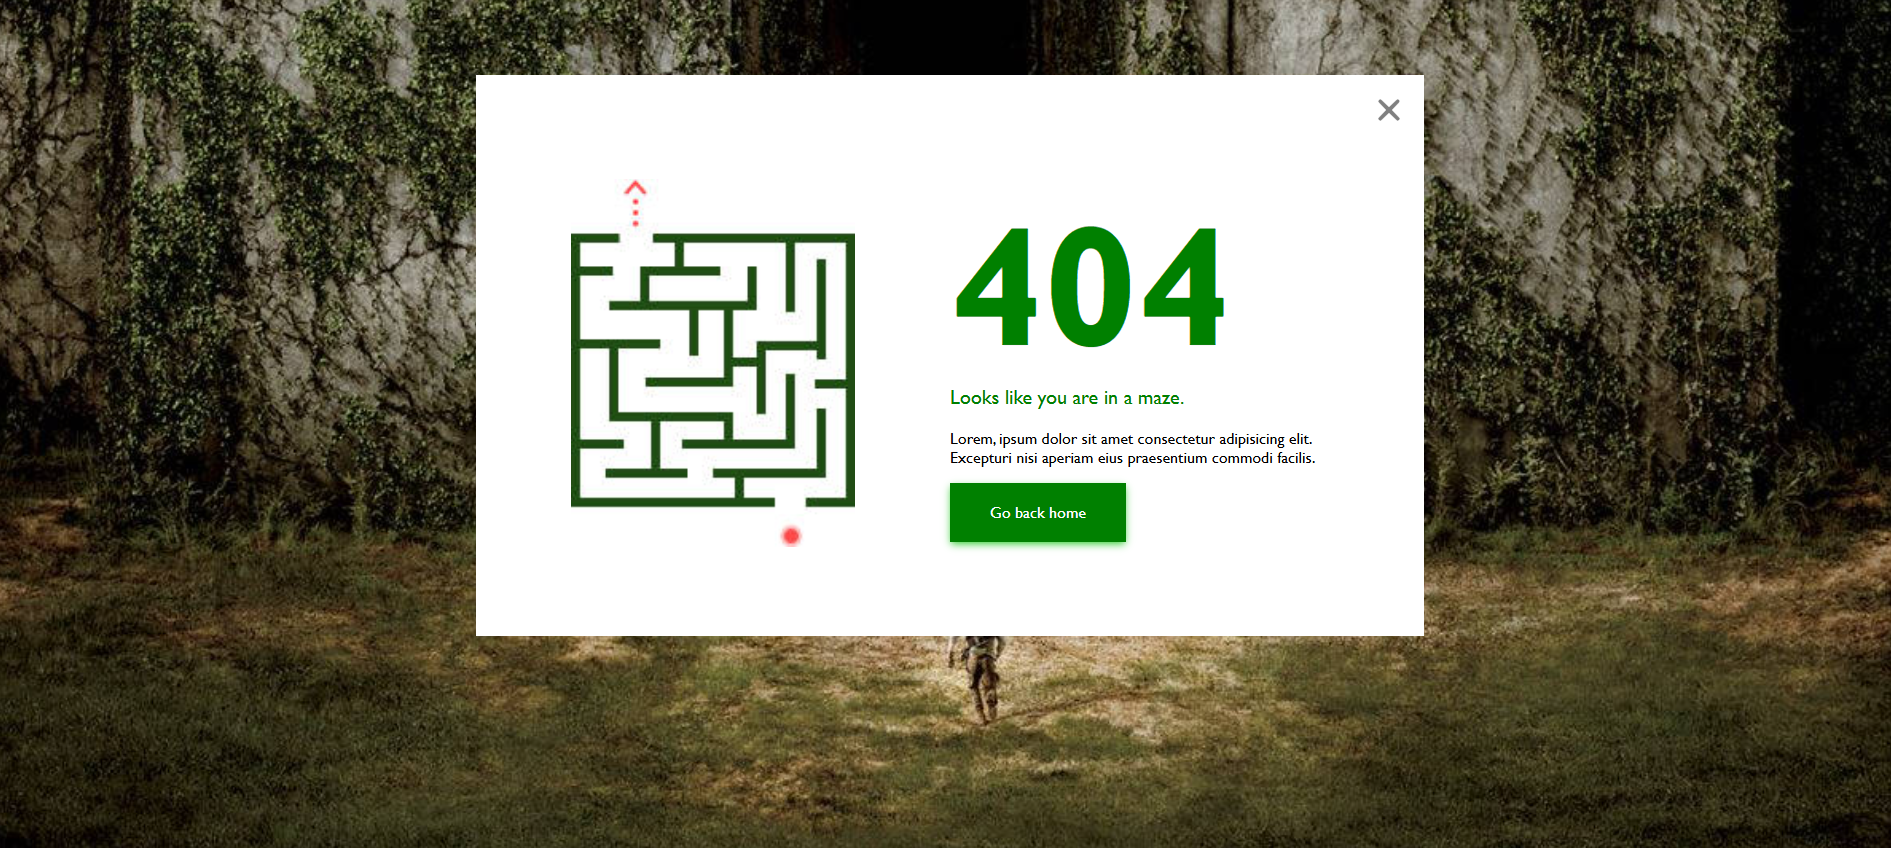 404
Looks like you are in a maze.
Lorem, ipsum dolor sit amet consectetur adipisicing elit.
Excepturi nisi aperiam eius praesentium commodi facilis.
Go back home